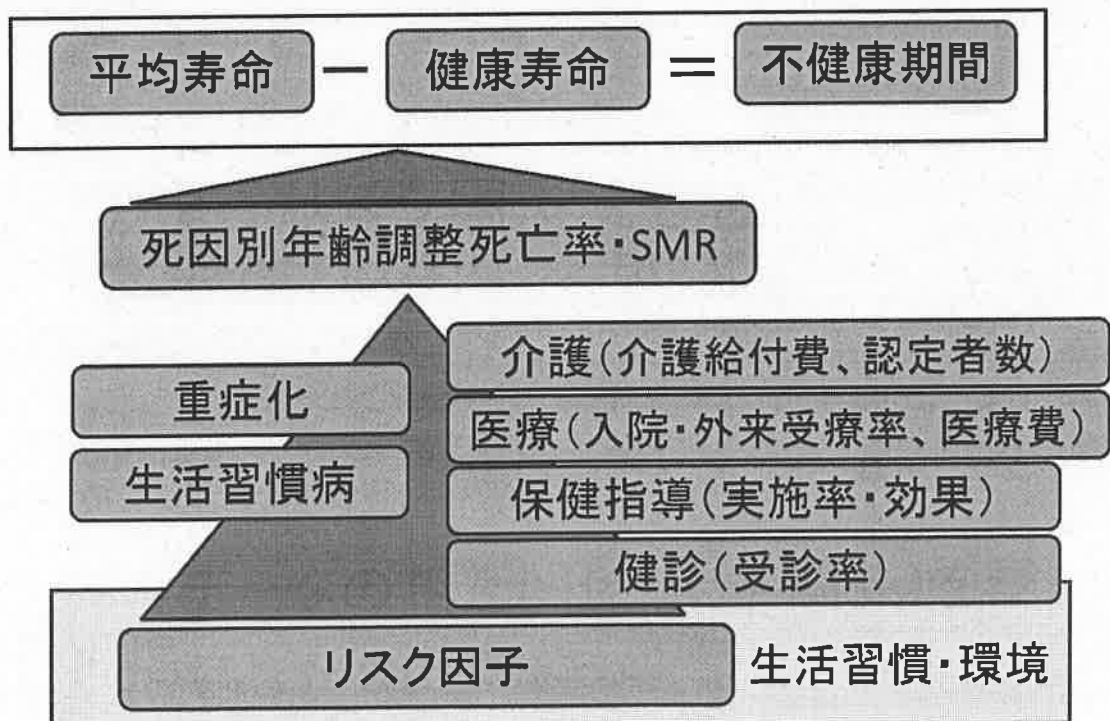 平均寿命 − 健康寿命 = 不健康期間
死因別年齢調整死亡率・SMR
重症化
生活習慣病
介護(介護給付費、認定者数)
医療(入院・外来受療率、医療費)
保健指導(実施率・効果)
健診(受診率)
リスク因子
生活習慣・環境